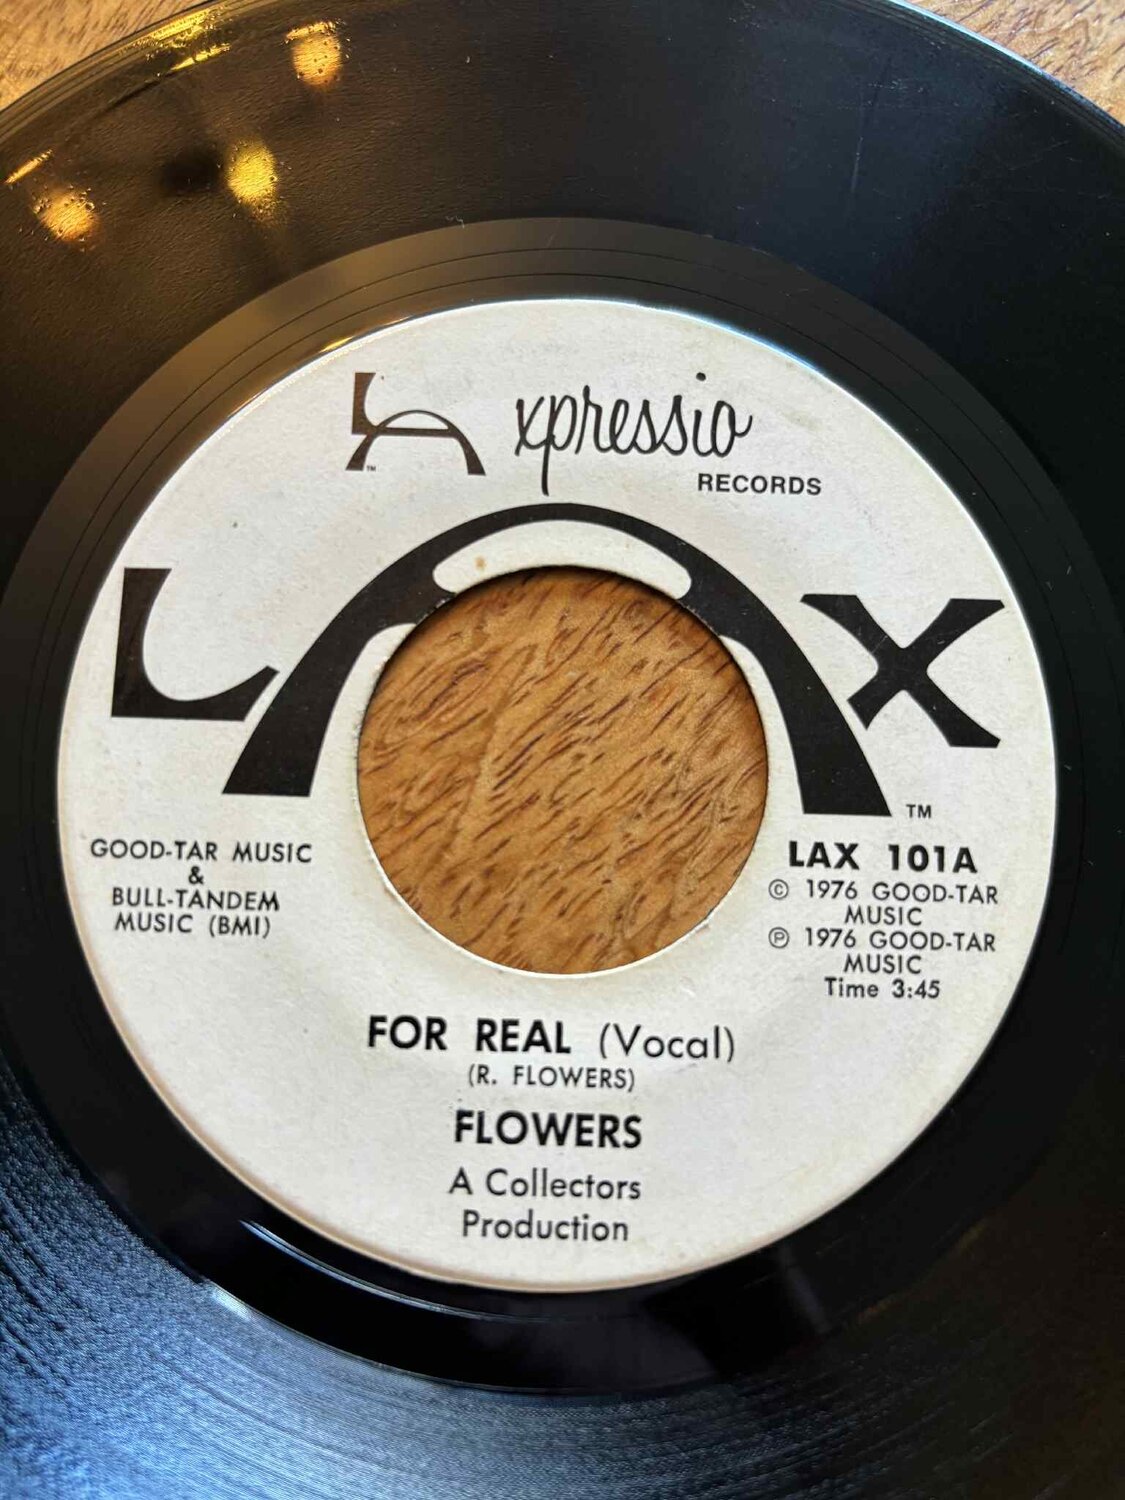 LA xpressio
TM
RECORDS
LAX
TM
GOOD-TAR MUSIC
&
BULL-TANDEM
MUSIC (BMI)
LAX 101A
© 1976 GOOD-TAR
MUSIC
℗ 1976 GOOD-TAR
MUSIC
Time 3:45
FOR REAL (Vocal)
(R. FLOWERS)
FLOWERS
A Collectors
Production